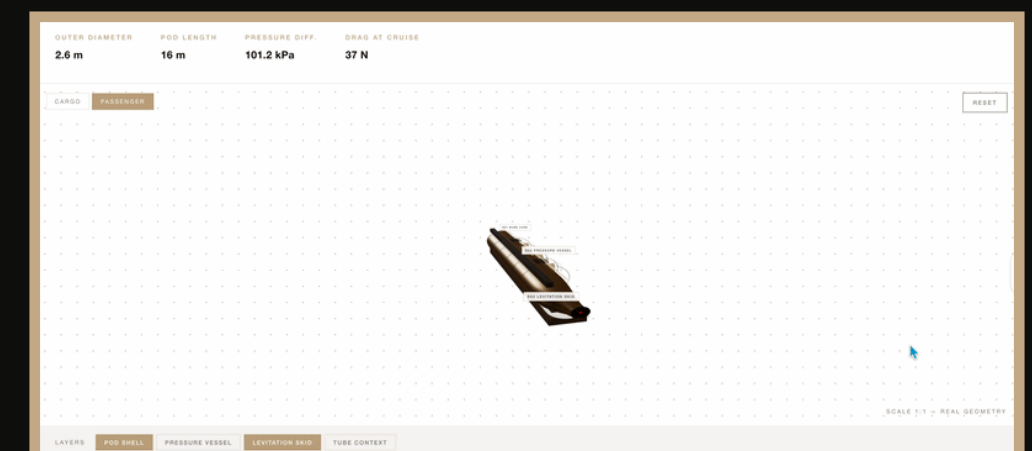 OUTER DIAMETER POD LENGTH PRESSURE DIFF. DRAG AT CRUISE
2.6 m 16 m 101.2 kPa 37 N
CARGO PASSENGER RESET
PRESSURE VESSEL
LEVITATION SKID
SCALE 1:1 — REAL GEOMETRY
LAYERS POD SHELL PRESSURE VESSEL LEVITATION SKID TUBE CONTEXT